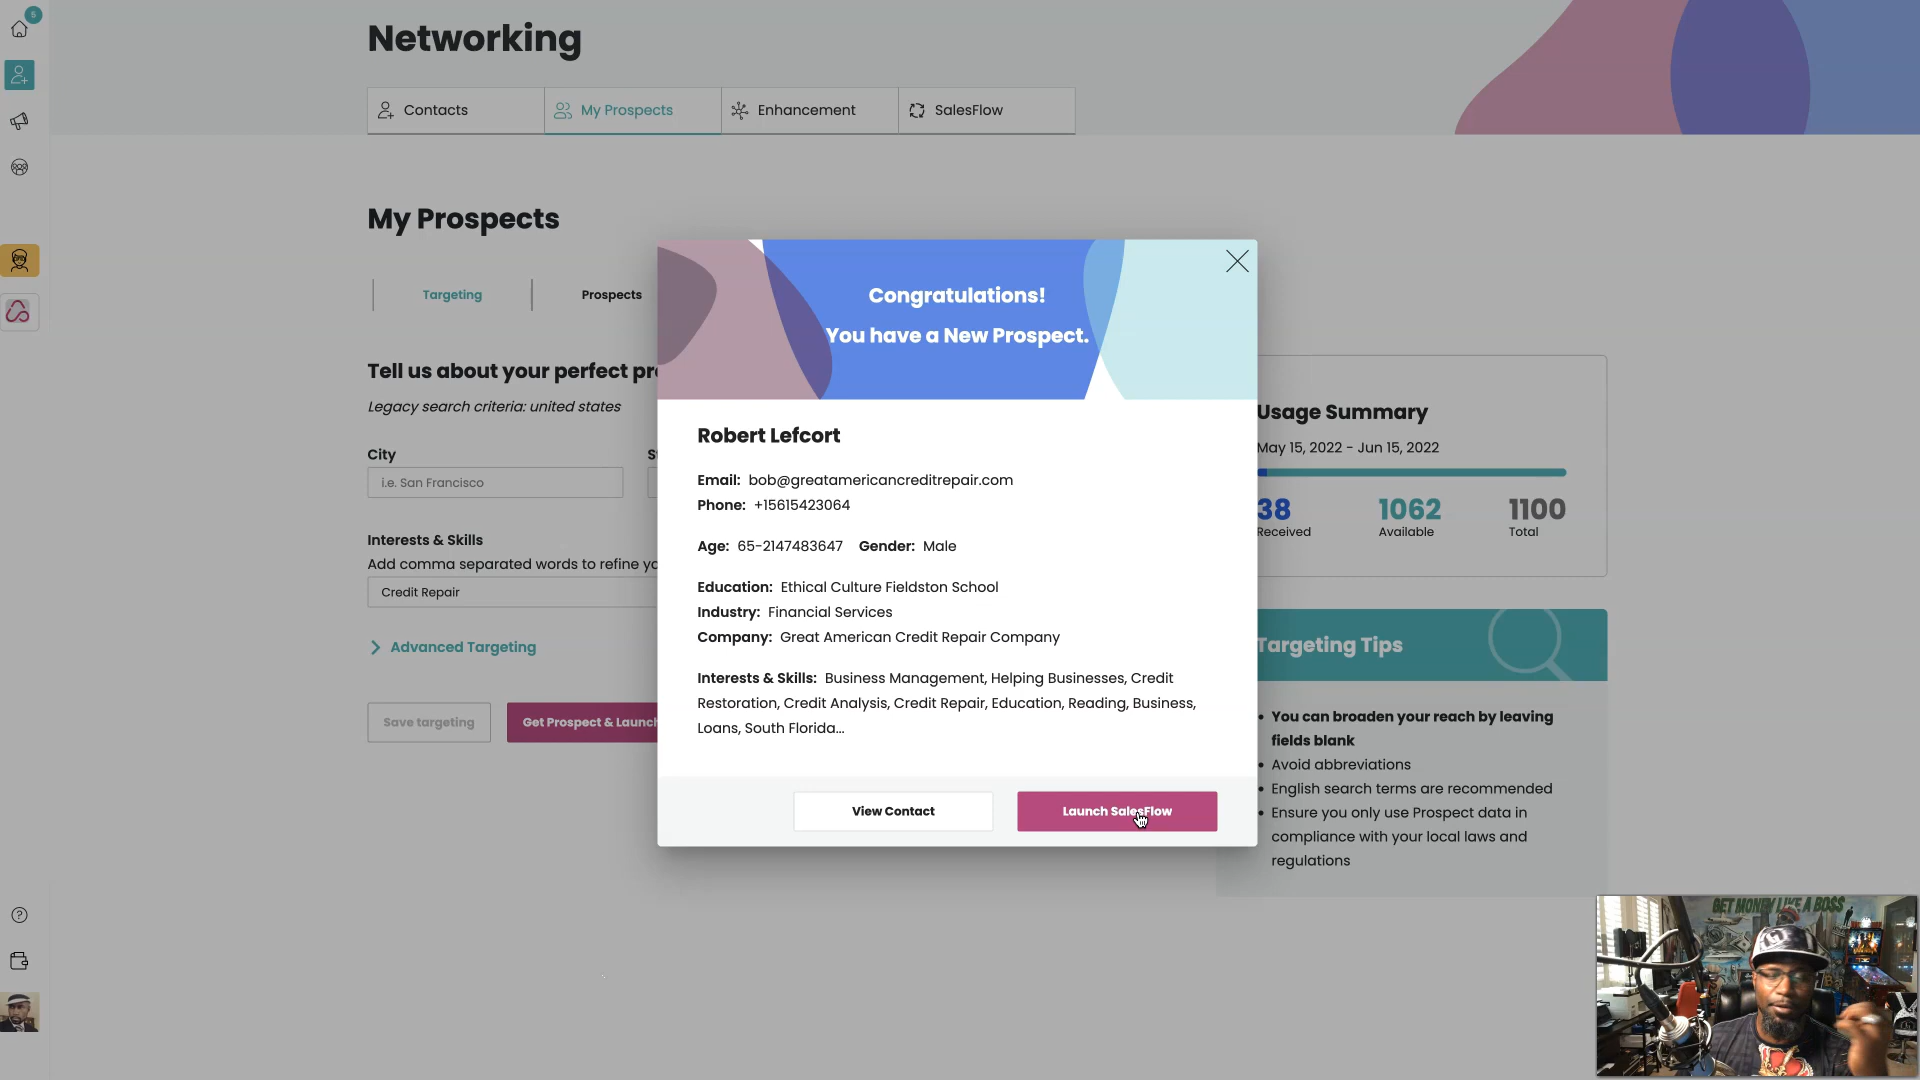 5
Networking
Contacts
My Prospects
Enhancement
SalesFlow
My Prospects
Targeting
Prospects
Tell us about your perfect pr
Legacy search criteria: united states
City
S
i.e. San Francisco
Interests & Skills
Add comma separated words to refine yo
Credit Repair
Advanced Targeting
Save targeting
Get Prospect & Launch
Congratulations!
You have a New Prospect.
Robert Lefcort
Email: bob@greatamericancreditrepair.com
Phone: +15615423064
Age: 65-2147483647 Gender: Male
Education: Ethical Culture Fieldston School
Industry: Financial Services
Company: Great American Credit Repair Company
Interests & Skills: Business Management, Helping Businesses, Credit
Restoration, Credit Analysis, Credit Repair, Education, Reading, Business,
Loans, South Florida...
View Contact
Launch SalesFlow
Usage Summary
May 15, 2022 - Jun 15, 2022
38 1062 1100
Received Available Total
Targeting Tips
• You can broaden your reach by leaving
fields blank
• Avoid abbreviations
• English search terms are recommended
• Ensure you only use Prospect data in
compliance with your local laws and
regulations
GET MONEY LIKE A BOSS